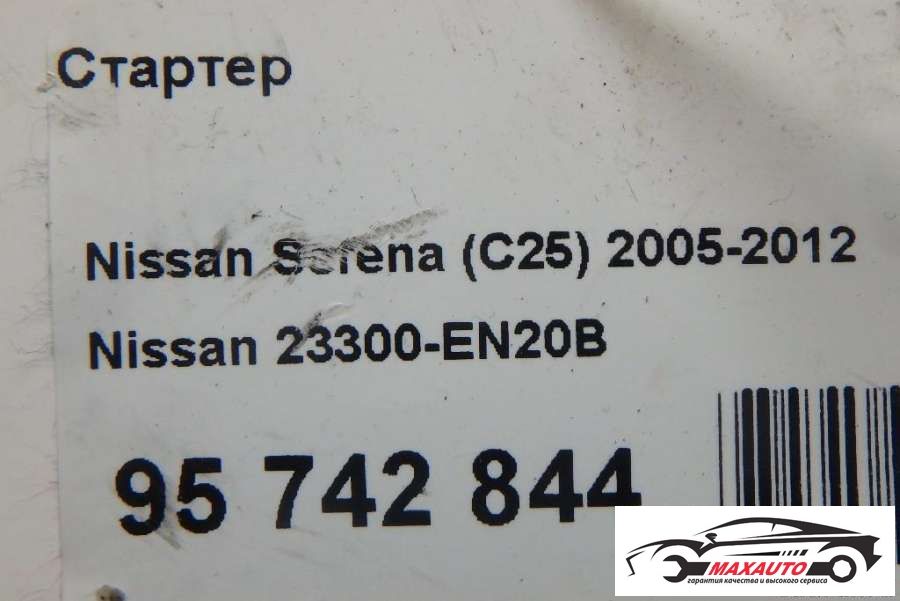 Стартер
Nissan Serena (C25) 2005-2012
Nissan 23300-EN20B
95 742 844
MAXAUTO
гарантия качества и высокого сервиса